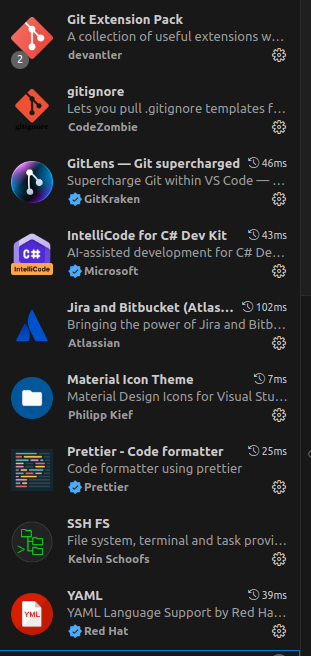 Git Extension Pack
A collection of useful extensions w...
2
devantler
gitignore
Lets you pull .gitignore templates f...
gitignore
CodeZombie
GitLens — Git supercharged 46ms
Supercharge Git within VS Code — ...
GitKraken
IntelliCode for C# Dev Kit 43ms
C#
AI-assisted development for C# De...
IntelliCode
Microsoft
Jira and Bitbucket (Atlas... 102ms
Bringing the power of Jira and Bitb...
Atlassian
Material Icon Theme 7ms
Material Design Icons for Visual Stu...
Philipp Kief
Prettier - Code formatter 25ms
Code formatter using prettier
Prettier
SSH FS
File system, terminal and task provi...
>_
Kelvin Schoofs
YAML 39ms
YAML Language Support by Red Ha...
YML
Red Hat